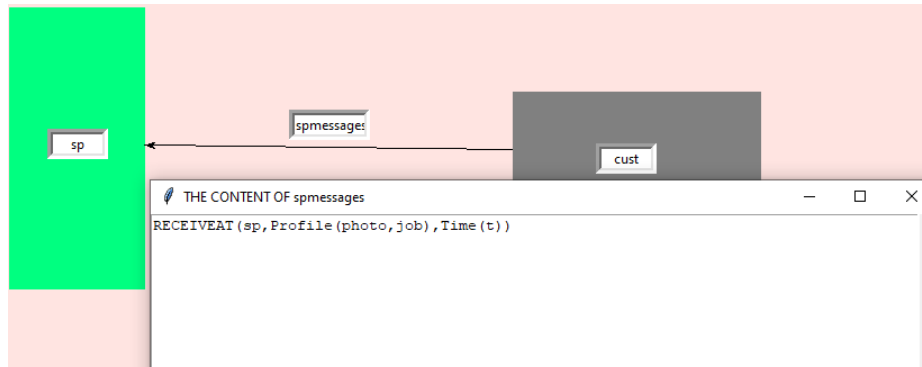 spmessages
sp
cust
THE CONTENT OF spmessages
RECEIVEAT(sp,Profile(photo,job),Time(t))